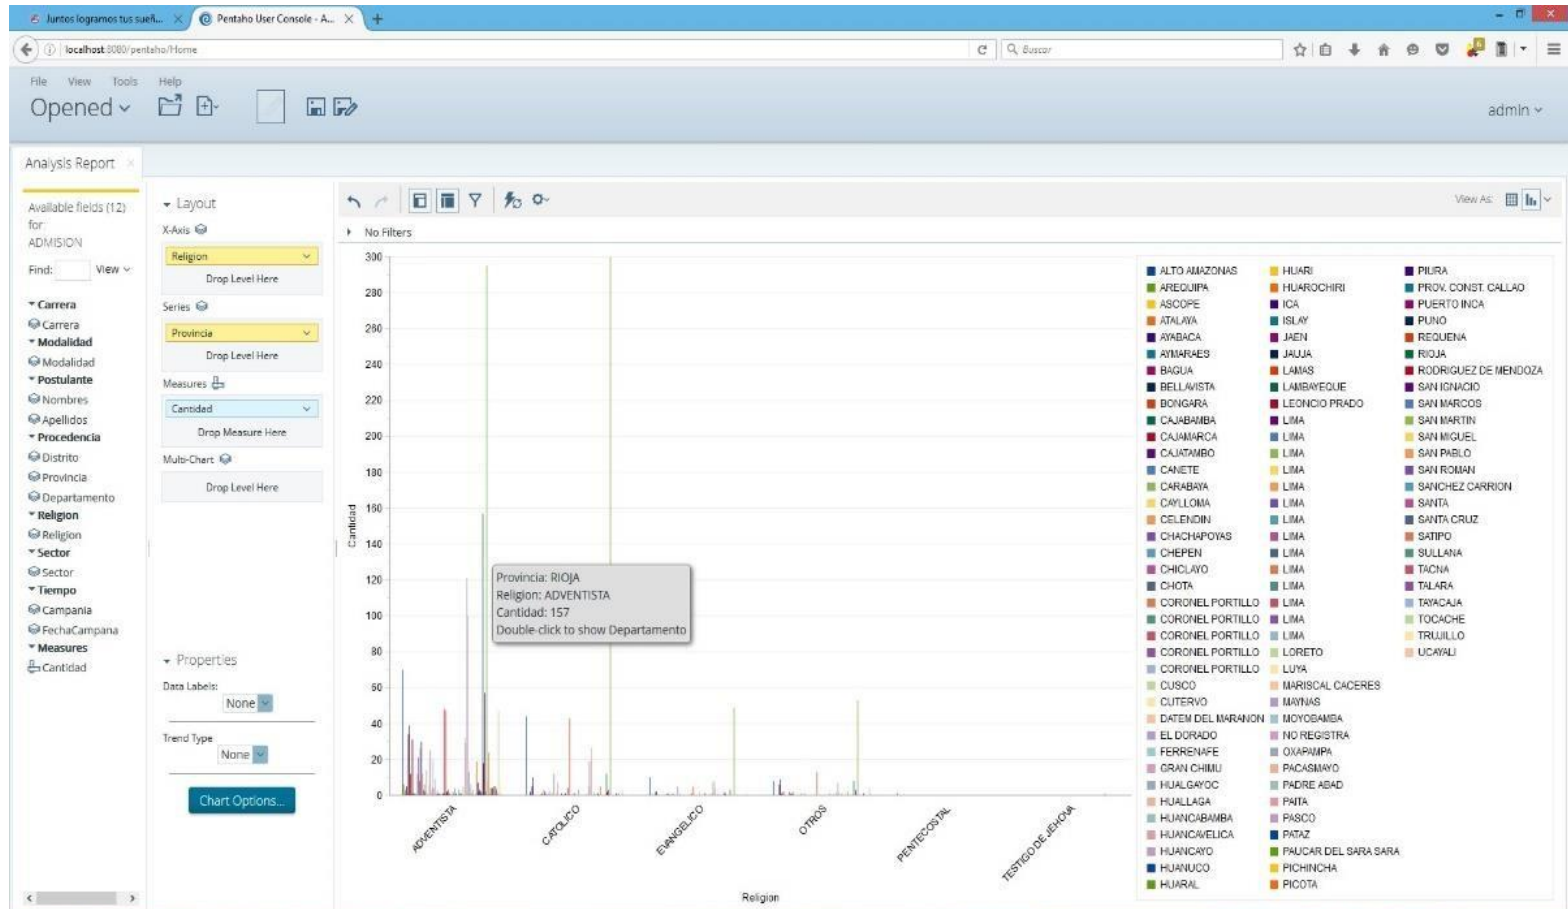 Juntos logramos tus sueñ...
Pentaho User Console - A...
localhost:8080/pentaho/Home
Buscar
File View Tools Help
Opened
admin
Analysis Report
Available fields (12)
for:
ADMISION
Find:
View
Carrera
Carrera
Modalidad
Modalidad
Postulante
Nombres
Apellidos
Procedencia
Distrito
Provincia
Departamento
Religion
Religion
Sector
Sector
Tiempo
Campania
FechaCampana
Measures
Cantidad
Layout
X-Axis
Religion
Drop Level Here
Series
Provincia
Drop Level Here
Measures
Cantidad
Drop Measure Here
Multi-Chart
Drop Level Here
Properties
Data Labels:
None
Trend Type
None
Chart Options...
View As:
No Filters
300
280
260
240
220
200
180
160
140
120
100
80
60
40
20
0
Cantidad
Provincia: RIOJA
Religion: ADVENTISTA
Cantidad: 157
Double-click to show Departamento
ADVENTISTA
CATOLICO
EVANGELICO
OTROS
PENTECOSTAL
TESTIGO DE JEHOVA
Religion
ALTO AMAZONAS
AREQUIPA
ASCOPE
ATALAYA
AYABACA
AYMARAES
BAGUA
BELLAVISTA
BONGARA
CAJABAMBA
CAJAMARCA
CAJATAMBO
CANETE
CARABAYA
CAYLLOMA
CELENDIN
CHACHAPOYAS
CHEPEN
CHICLAYO
CHOTA
CORONEL PORTILLO
CORONEL PORTILLO
CORONEL PORTILLO
CORONEL PORTILLO
CORONEL PORTILLO
CUSCO
CUTERVO
DATEM DEL MARANON
EL DORADO
FERRENAFE
GRAN CHIMU
HUALGAYOC
HUALLAGA
HUANCABAMBA
HUANCAVELICA
HUANCAYO
HUANUCO
HUARAL
HUARI
HUAROCHIRI
ICA
ISLAY
JAEN
JAUJA
LAMAS
LAMBAYEQUE
LEONCIO PRADO
LIMA
LIMA
LIMA
LIMA
LIMA
LIMA
LIMA
LIMA
LIMA
LIMA
LIMA
LIMA
LIMA
LIMA
LORETO
LUYA
MARISCAL CACERES
MAYNAS
MOYOBAMBA
NO REGISTRA
OXAPAMPA
PACASMAYO
PADRE ABAD
PAITA
PASCO
PATAZ
PAUCAR DEL SARA SARA
PICHINCHA
PICOTA
PIURA
PROV. CONST. CALLAO
PUERTO INCA
PUNO
REQUENA
RIOJA
RODRIGUEZ DE MENDOZA
SAN IGNACIO
SAN MARCOS
SAN MARTIN
SAN MIGUEL
SAN PABLO
SAN ROMAN
SANCHEZ CARRION
SANTA
SANTA CRUZ
SATIPO
SULLANA
TACNA
TALARA
TAYACAJA
TOCACHE
TRUJILLO
UCAYALI